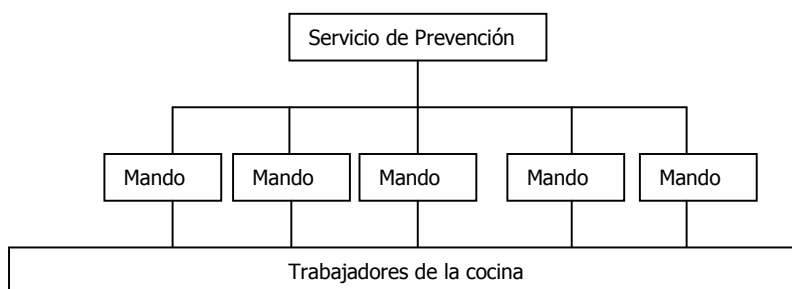 Servicio de Prevención
Mando
Mando
Mando
Mando
Mando
Trabajadores de la cocina